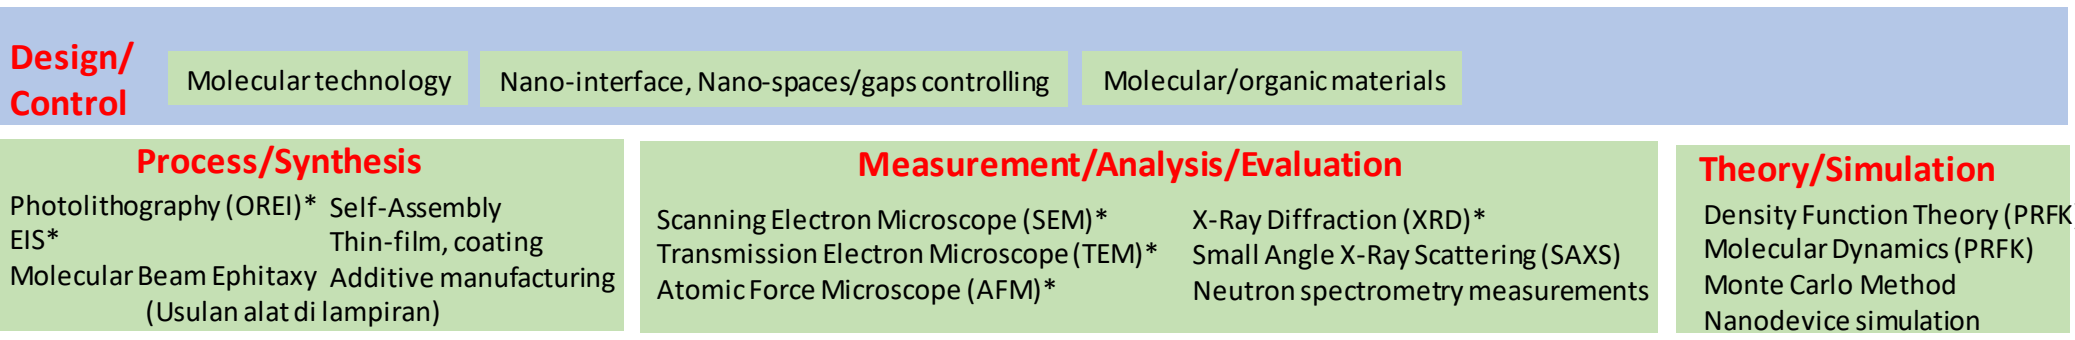 Design/
Control
Molecular technology
Nano-interface, Nano-spaces/gaps controlling
Molecular/organic materials
Process/Synthesis
Photolithography (OREI)*
EIS*
Molecular Beam Ephitaxy
Self-Assembly
Thin-film, coating
Additive manufacturing
(Usulan alat di lampiran)
Measurement/Analysis/Evaluation
Scanning Electron Microscope (SEM)*
Transmission Electron Microscope (TEM)*
Atomic Force Microscope (AFM)*
X-Ray Diffraction (XRD)*
Small Angle X-Ray Scattering (SAXS)
Neutron spectrometry measurements
Theory/Simulation
Density Function Theory (PRFK)
Molecular Dynamics (PRFK)
Monte Carlo Method
Nanodevice simulation